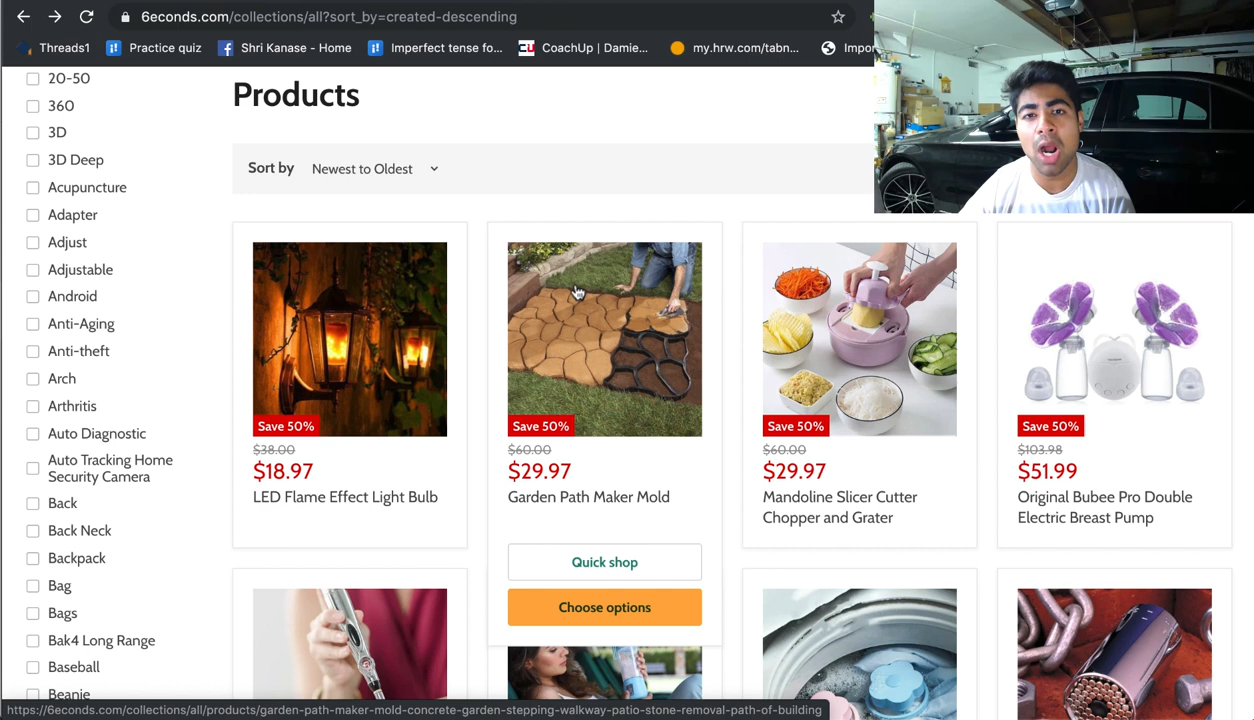 6econds.com/collections/all?sort_by=created-descending
Threads1
Practice quiz
Shri Kanase - Home
Imperfect tense fo...
CU
CoachUp | Damie...
my.hrw.com/tabn...
Impor
20-50
360
3D
3D Deep
Acupuncture
Adapter
Adjust
Adjustable
Android
Anti-Aging
Anti-theft
Arch
Arthritis
Auto Diagnostic
Auto Tracking Home
Security Camera
Back
Back Neck
Backpack
Bag
Bags
Bak4 Long Range
Baseball
Beanie
Products
Sort by
Newest to Oldest
Save 50%
$38.00
$18.97
LED Flame Effect Light Bulb
Save 50%
$60.00
$29.97
Garden Path Maker Mold
Quick shop
Choose options
Save 50%
$60.00
$29.97
Mandoline Slicer Cutter
Chopper and Grater
Save 50%
$103.98
$51.99
Original Bubee Pro Double
Electric Breast Pump
https://6econds.com/collections/all/products/garden-path-maker-mold-concrete-garden-stepping-walkway-patio-stone-removal-path-of-building